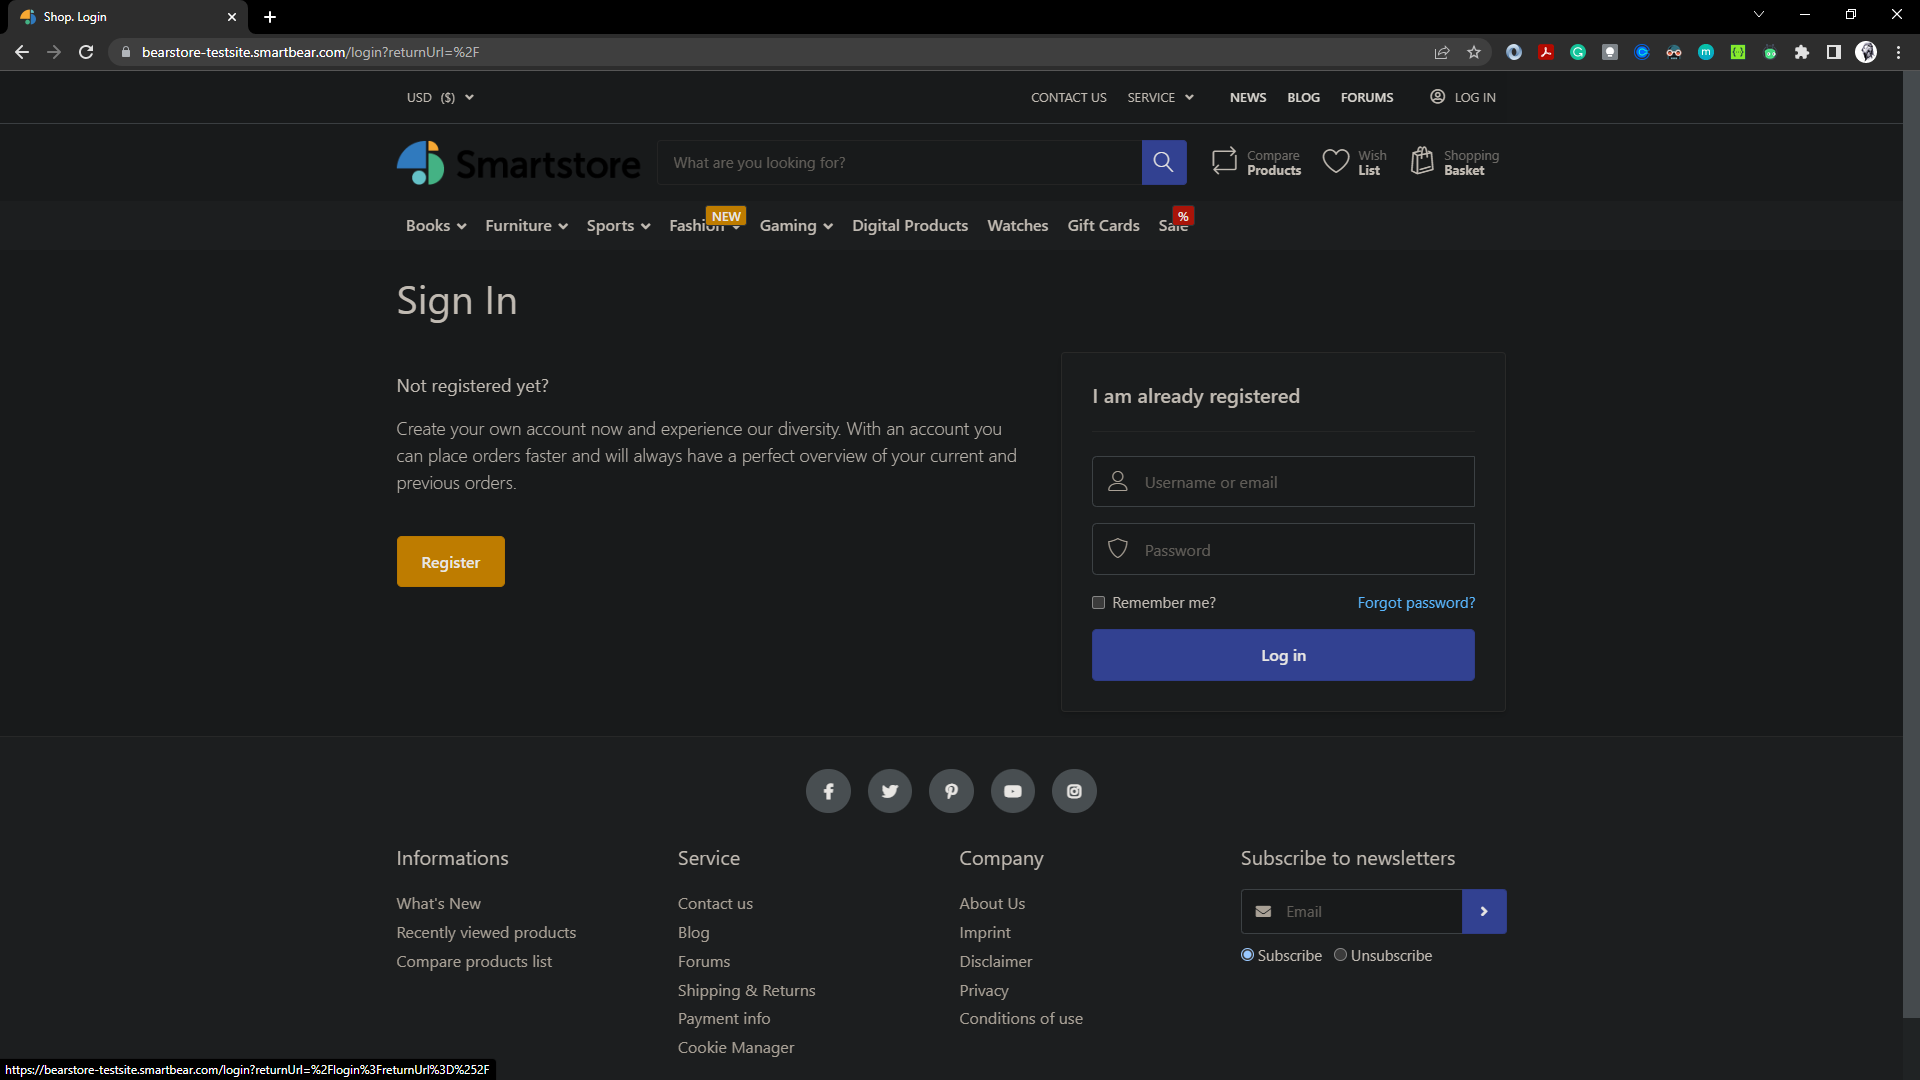 Shop. Login
bearstore-testsite.smartbear.com/login?returnUrl=%2F
USD ($)
CONTACT US
SERVICE
NEWS
BLOG
FORUMS
LOG IN
Smartstore
What are you looking for?
Compare
Products
Wish
List
Shopping
Basket
Books
Furniture
Sports
Fashion
NEW
Gaming
Digital Products
Watches
Gift Cards
Sale
%
Sign In
Not registered yet?
Create your own account now and experience our diversity. With an account you
can place orders faster and will always have a perfect overview of your current and
previous orders.
Register
I am already registered
Username or email
Password
Remember me?
Forgot password?
Log in
Informations
What's New
Recently viewed products
Compare products list
Service
Contact us
Blog
Forums
Shipping & Returns
Payment info
Cookie Manager
Company
About Us
Imprint
Disclaimer
Privacy
Conditions of use
Subscribe to newsletters
Email
Subscribe
Unsubscribe
https://bearstore-testsite.smartbear.com/login?returnUrl=%2Flogin%3FreturnUrl%3D%252F